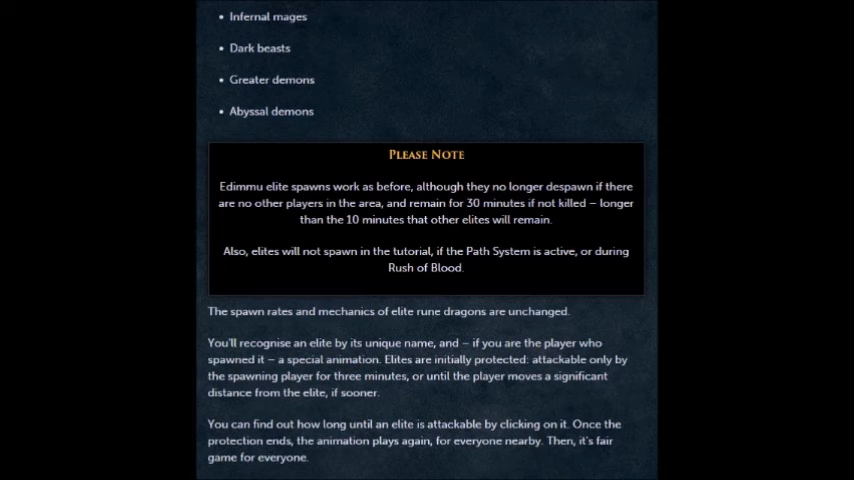 • Infernal mages
• Dark beasts
• Greater demons
• Abyssal demons
PLEASE NOTE
Edimmu elite spawns work as before, although they no longer despawn if there
are no other players in the area, and remain for 30 minutes if not killed – longer
than the 10 minutes that other elites will remain.
Also, elites will not spawn in the tutorial, if the Path System is active, or during
Rush of Blood.
The spawn rates and mechanics of elite rune dragons are unchanged.
You'll recognise an elite by its unique name, and – if you are the player who
spawned it – a special animation. Elites are initially protected: attackable only by
the spawning player for three minutes, or until the player moves a significant
distance from the elite, if sooner.
You can find out how long until an elite is attackable by clicking on it. Once the
protection ends, the animation plays again, for everyone nearby. Then, it's fair
game for everyone.